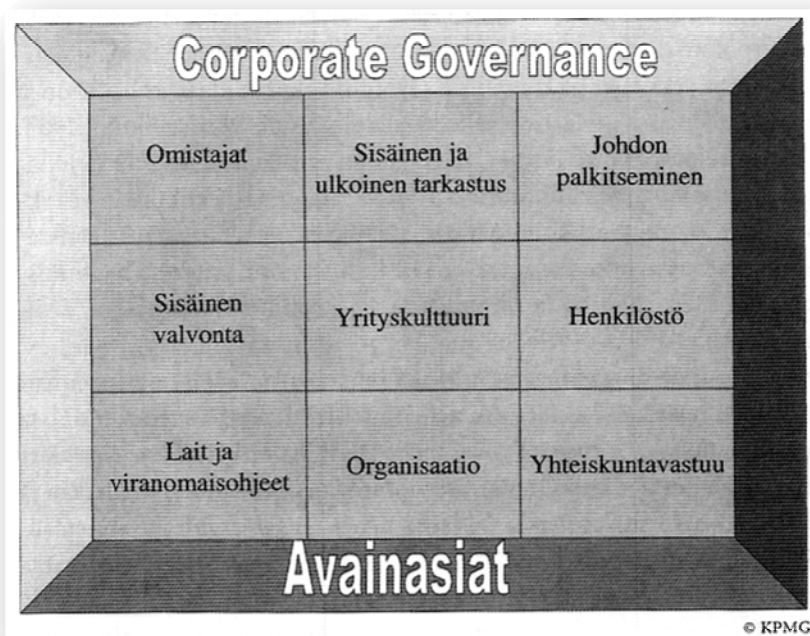 Corporate Governance
Omistajat
Sisäinen ja
ulkoinen tarkastus
Johdon
palkitseminen
Sisäinen
valvonta
Yrityskulttuuri
Henkilöstö
Lait ja
viranomaisohjeet
Organisaatio
Yhteiskuntavastuu
Avainasiat
© KPMG